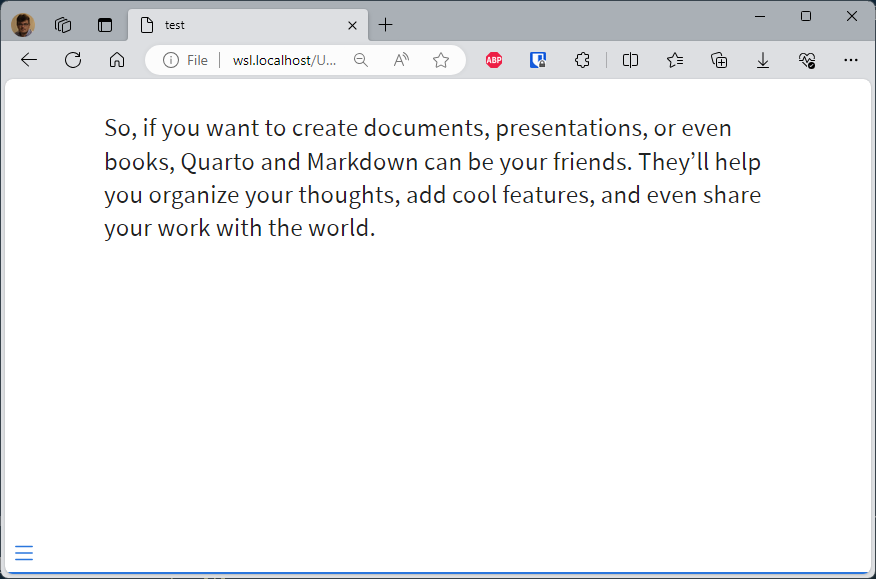 test
File
wsl.localhost/U...
ABP
So, if you want to create documents, presentations, or even
books, Quarto and Markdown can be your friends. They’ll help
you organize your thoughts, add cool features, and even share
your work with the world.